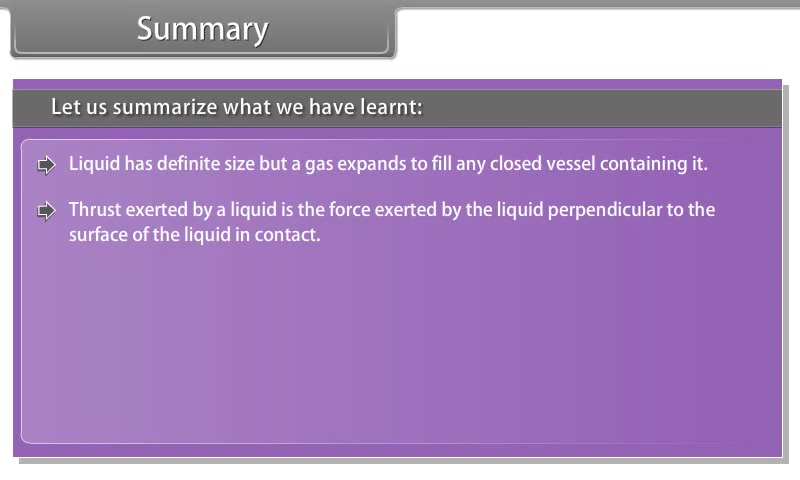 Summary
Let us summarize what we have learnt:
Liquid has definite size but a gas expands to fill any closed vessel containing it.
Thrust exerted by a liquid is the force exerted by the liquid perpendicular to the
surface of the liquid in contact.